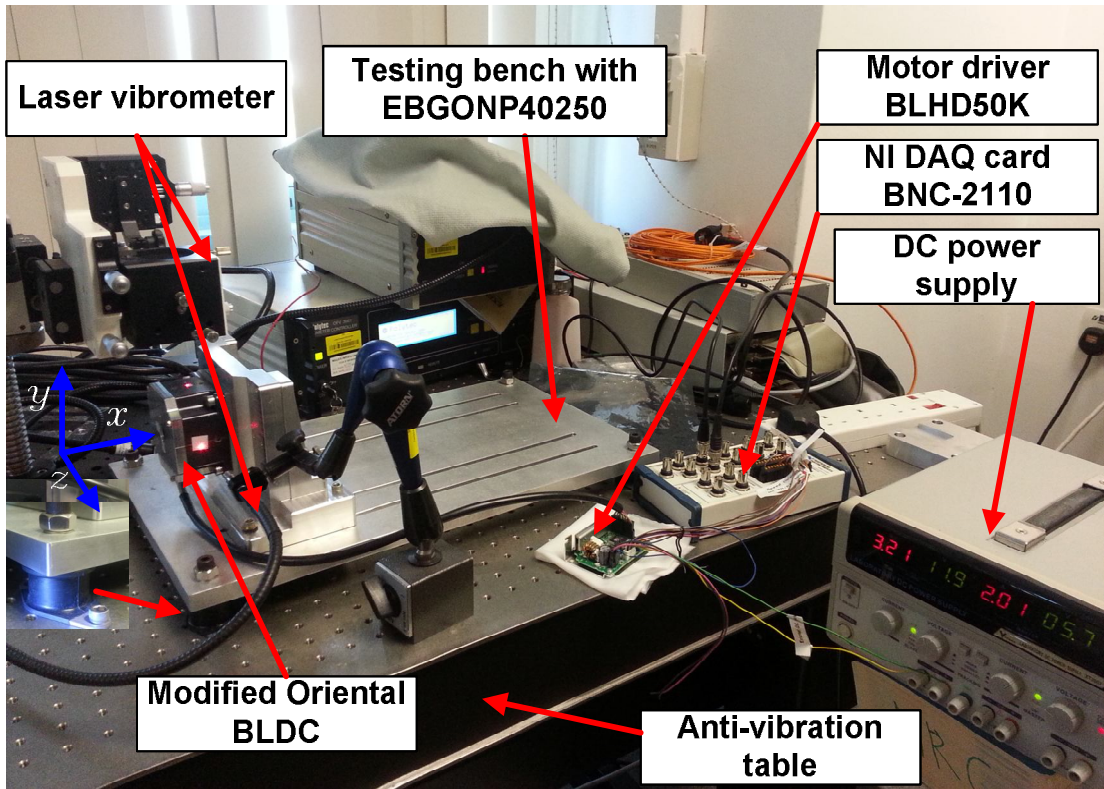 Laser vibrometer
Testing bench with
EBGONP40250
Motor driver
BLHD50K
NI DAQ card
BNC-2110
DC power
supply
y
x
z
ATORN
3.21
11.9
2.01
05.7
Modified Oriental
BLDC
Anti-vibration
table